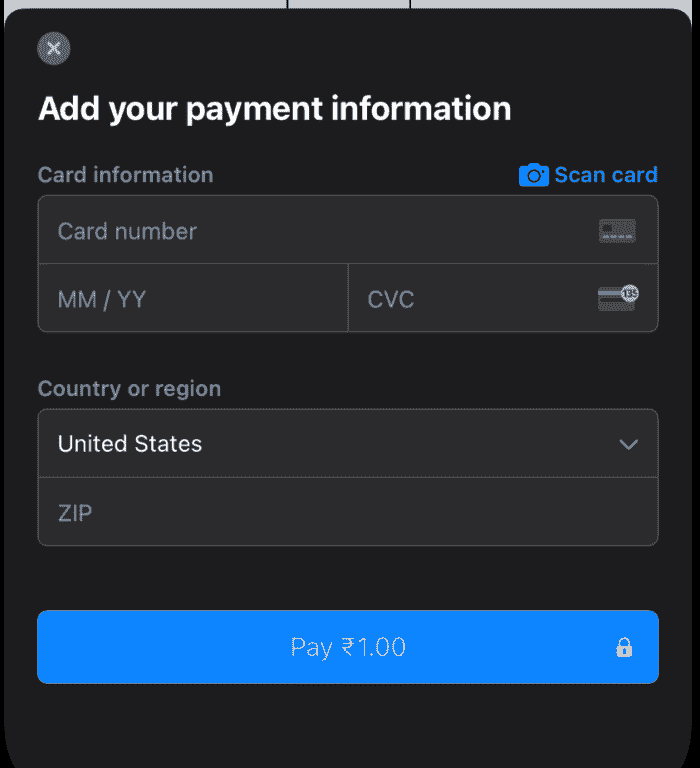 Add your payment information
Card information
Scan card
Card number
MM / YY
CVC
Country or region
United States
ZIP
Pay ₹1.00